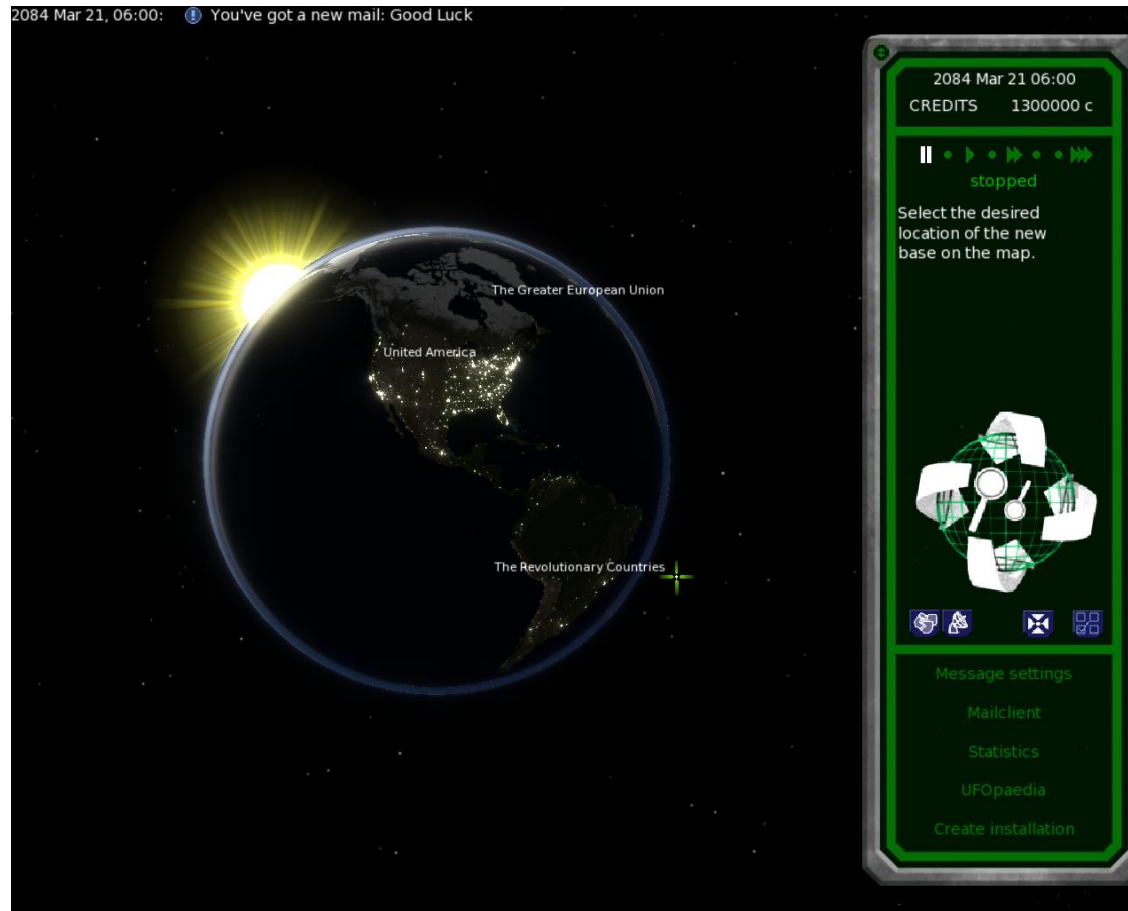 2084 Mar 21, 06:00: You've got a new mail: Good Luck
2084 Mar 21 06:00
CREDITS 1300000 c
stopped
Select the desired
location of the new
base on the map.
The Greater European Union
United America
The Revolutionary Countries
Message settings
Mailclient
Statistics
UFOpaedia
Create installation